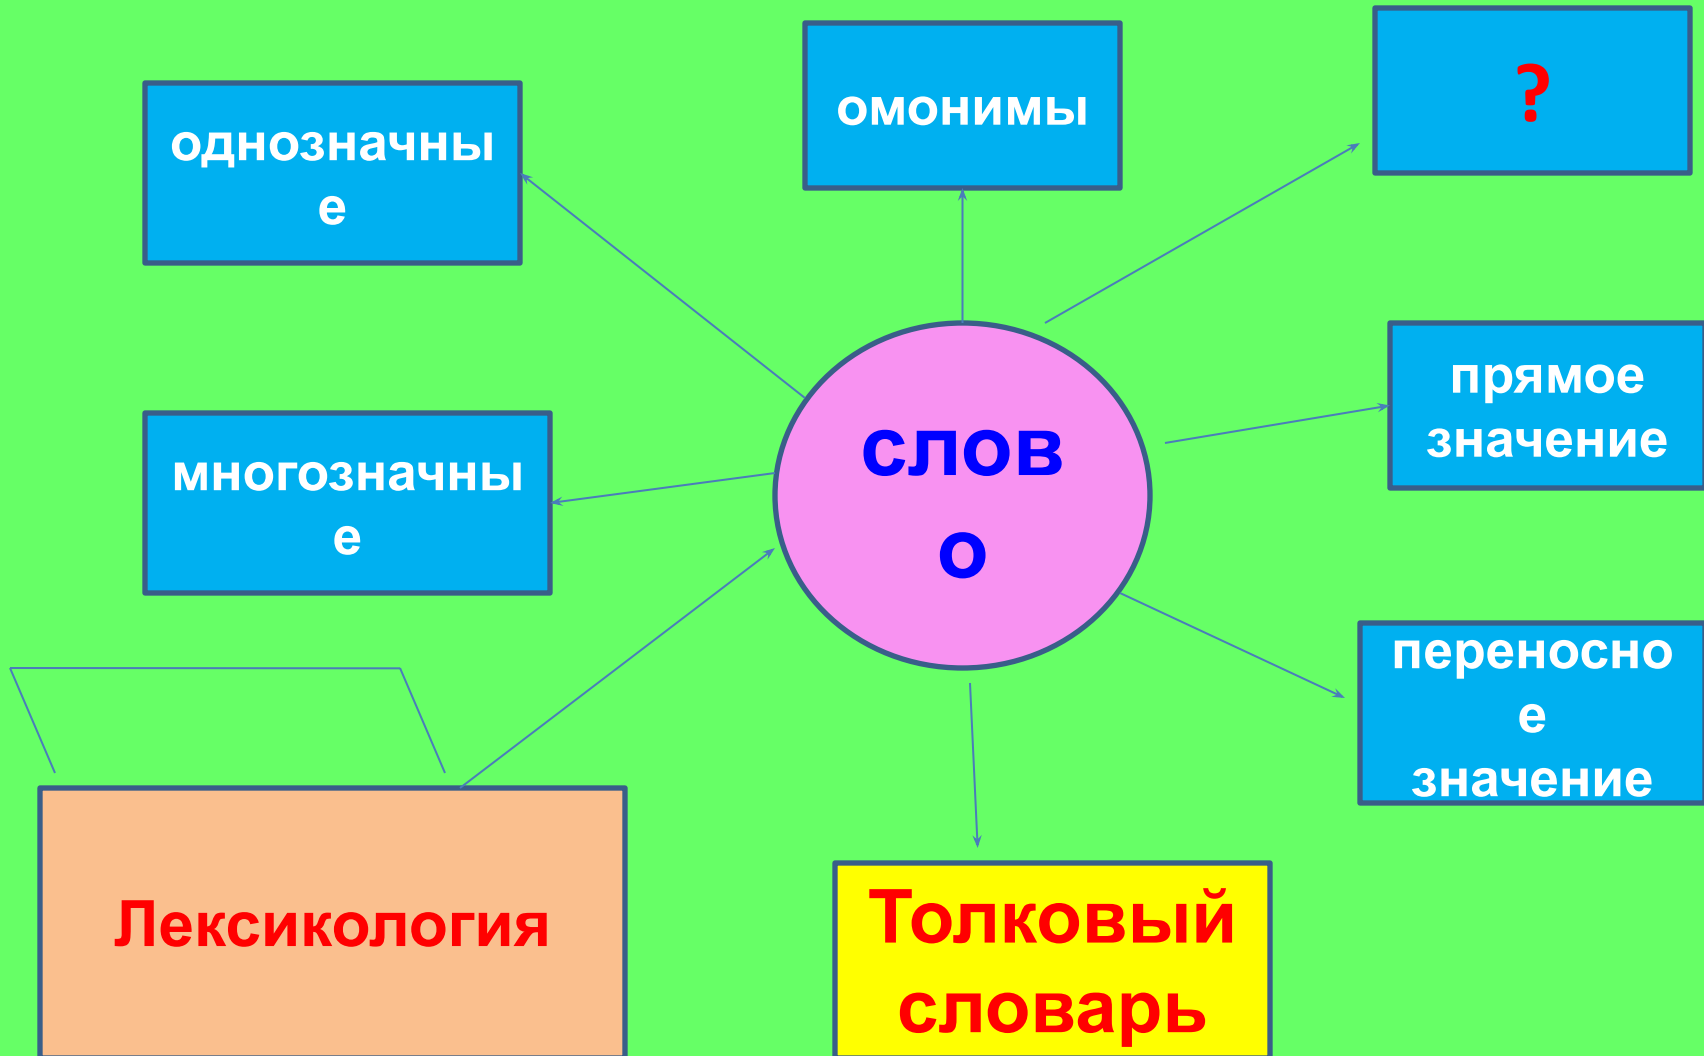 омонимы
?
однозначны
е
прямое
значение
слов
о
многозначны
е
переносно
е
значение
Лексикология
Толковый
словарь